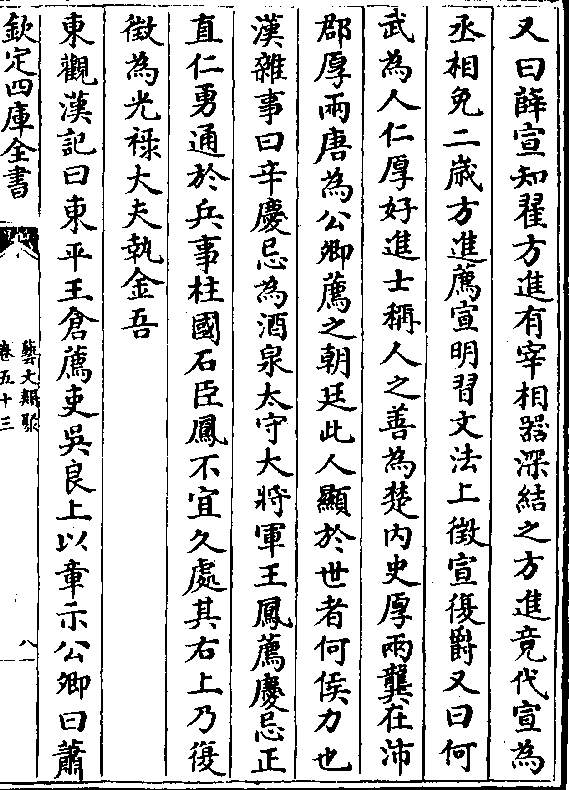 又曰薛宣知翟方進有宰相器深結之方進竟代宣為
丞相免二歲方進薦宣明習文法上徵宣復爵又曰何
武為人仁厚好進士稱人之善為楚内史厚兩龔在沛
郡厚兩唐為公卿薦之朝廷此人顯於世者何侯力也
漢雜事曰辛慶忌為酒泉太守大將軍王鳳薦慶忌正
直仁勇通於兵事柱國石臣鳳不宜久處其右上乃復
徵為光祿大夫執金吾
東觀漢記曰東平王倉薦吏吳良上以章示公卿曰蕭
欽定四庫全書
藝文類聚
卷五十三
八